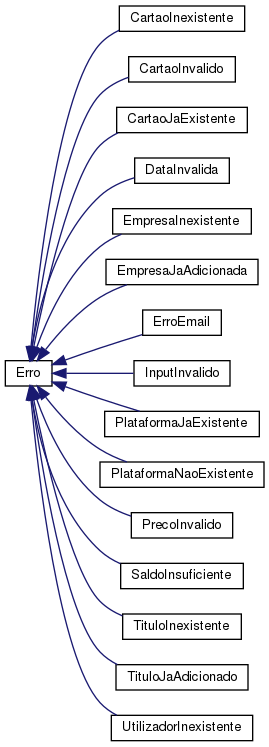 CartaoInexistente
CartaoInvalido
CartaoJaExistente
DataInvalida
EmpresaInexistente
EmpresaJaAdicionada
ErroEmail
Erro
InputInvalido
PlataformaJaExistente
PlataformaNaoExistente
PrecoInvalido
SaldoInsuficiente
TituloInexistente
TituloJaAdicionado
UtilizadorInexistente